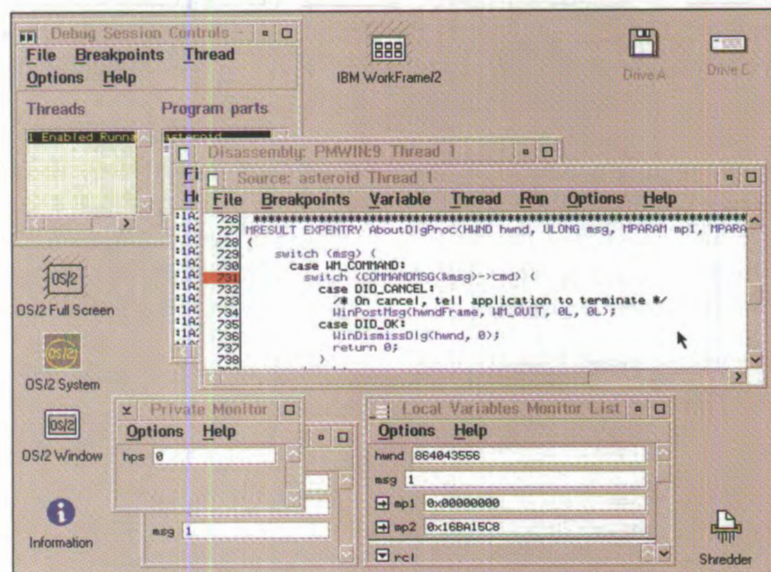 Debug Session Controls -
File Breakpoints Thread
Options Help
Threads Program parts
1 Enabled Runna
asteroid
IBM WorkFrame/2
Drive A
Drive
Disassembly: PMWIN:9 Thread 1
Source: asteroid Thread 1
File Breakpoints Variable Thread Run Options Help
726 ****************************************************************
727 MRESULT EXPENTRY AboutDlgProc(HWND hwnd, ULONG msg, MPARAM mp1, MPARA
728 {
729 switch (msg) {
730 case WM_COMMAND:
731 switch (COMMANDMSG(&msg)->cmd) {
732 case DID_CANCEL:
733 /* On cancel, tell application to terminate */
734 WinPostMsg(hwndFrame, WM_QUIT, 0L, 0L);
735 case DID_OK:
736 WinDismissDlg(hwnd, 0);
737 return 0;
738 }
OS/2
OS/2 Full Screen
OS/2
OS/2 System
OS/2
OS/2 Window
Information
Private Monitor
Options Help
hps 0
msg 1
Local Variables Monitor List
Options Help
hwnd 864043556
msg 1
mp1 0x00000000
mp2 0x16BA15C8
rcl
Shredder